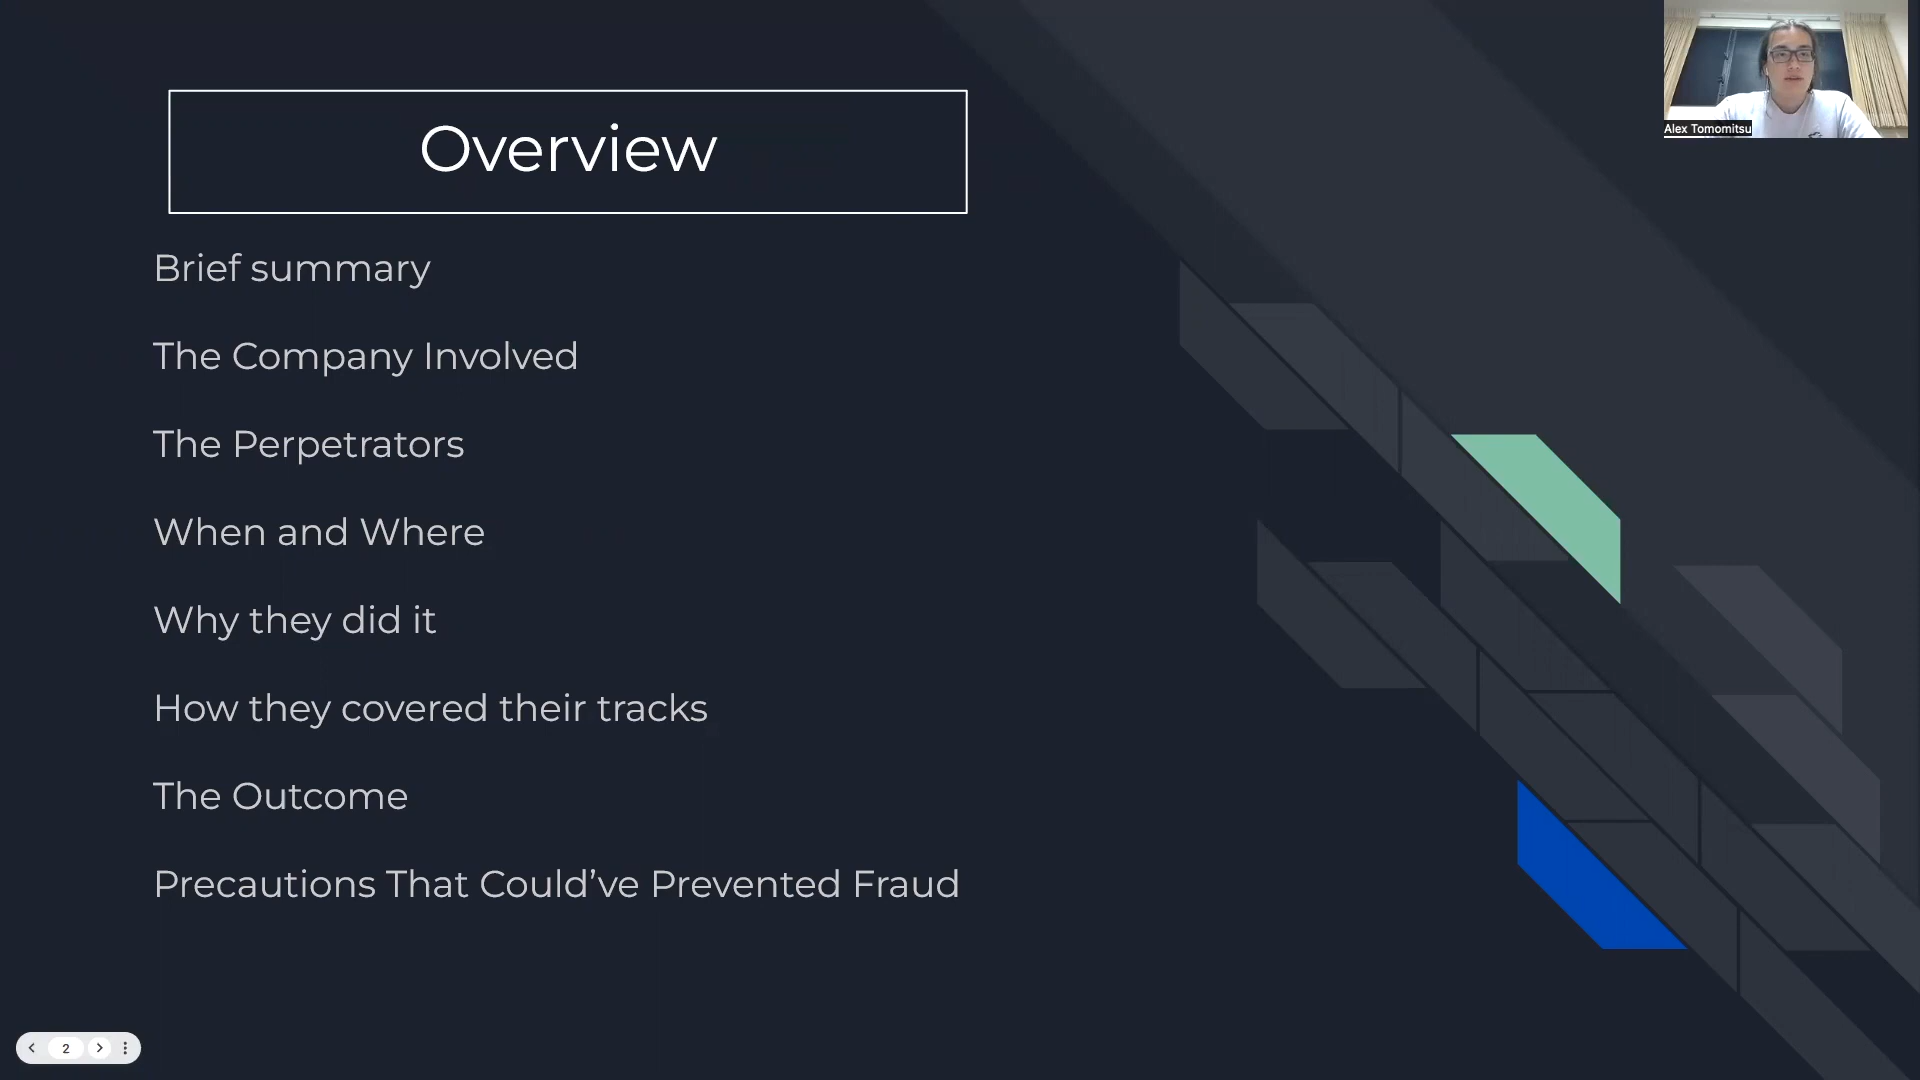 Overview
Alex Tomomitsu
Brief summary
The Company Involved
The Perpetrators
When and Where
Why they did it
How they covered their tracks
The Outcome
Precautions That Could’ve Prevented Fraud
2